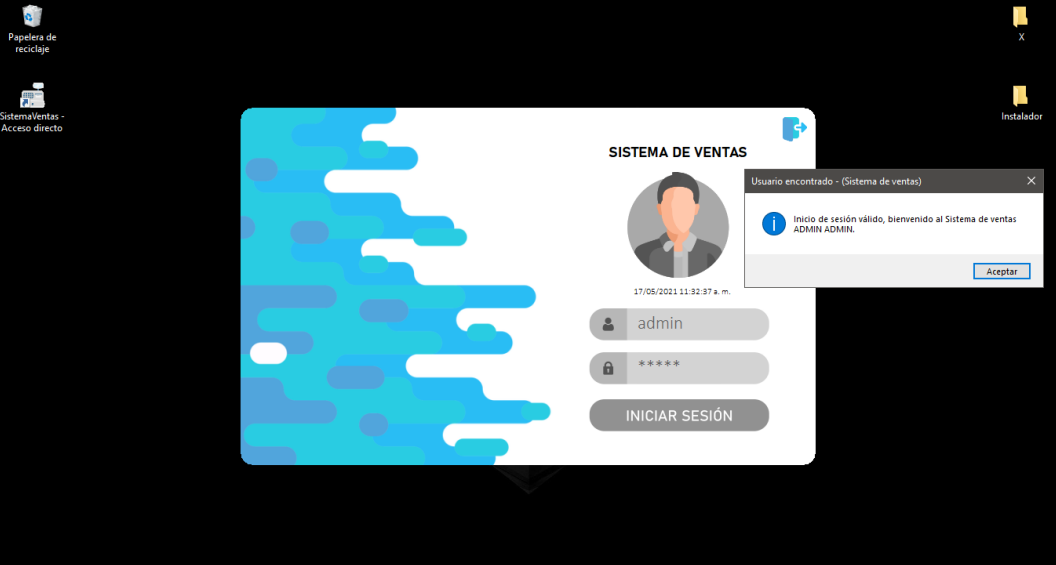 Papelera de
reciclaje
X
SistemaVentas -
Acceso directo
Instalador
SISTEMA DE VENTAS
Usuario encontrado - (Sistema de ventas)
Inicio de sesión válido, bienvenido al Sistema de ventas
ADMIN ADMIN.
Aceptar
17/05/2021 11:32:37 a. m.
admin
*****
INICIAR SESIÓN